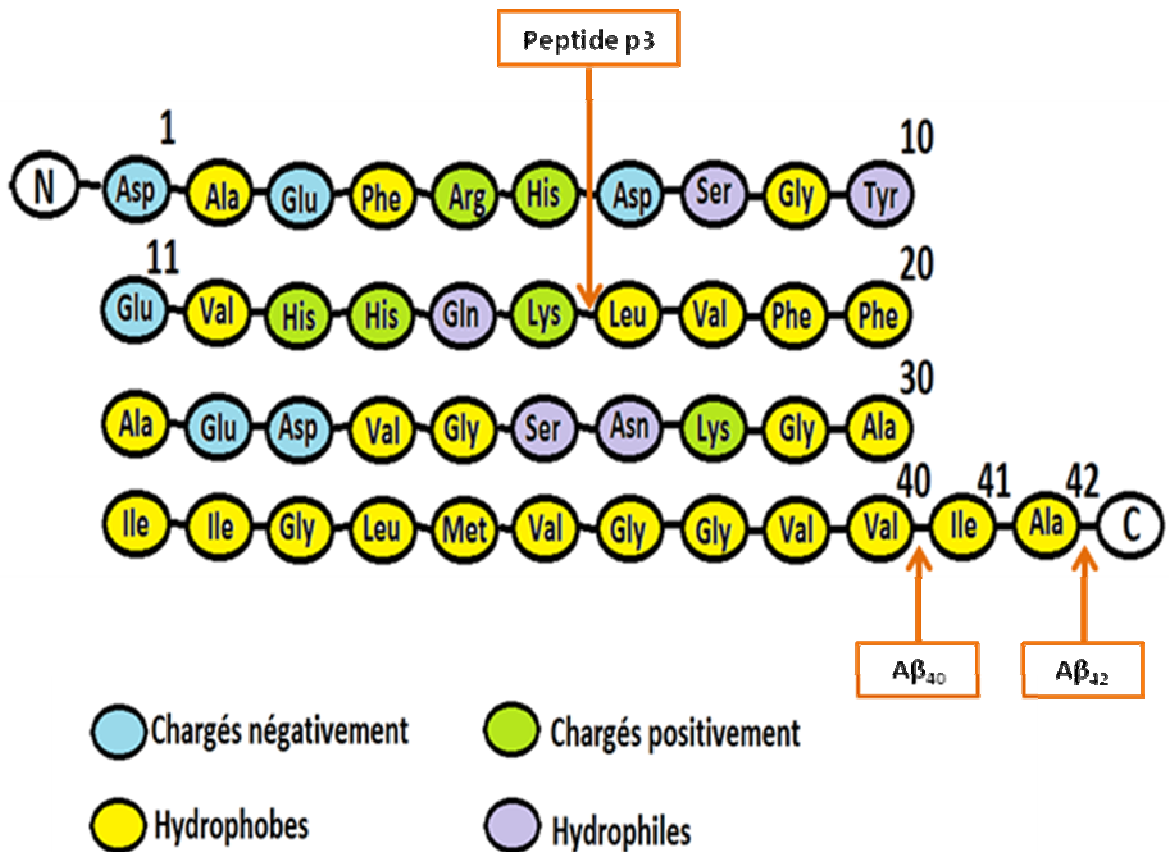 Peptide p3
1 10
N Asp Ala Glu Phe Arg His Asp Ser Gly Tyr
11 20
Glu Val His His Gln Lys Leu Val Phe Phe
30
Ala Glu Asp Val Gly Ser Asn Lys Gly Ala
40 41 42
Ile Ile Gly Leu Met Val Gly Gly Val Val Ile Ala C
Aβ₄₀ Aβ₄₂
Chargés négativement Chargés positivement
Hydrophobes Hydrophiles